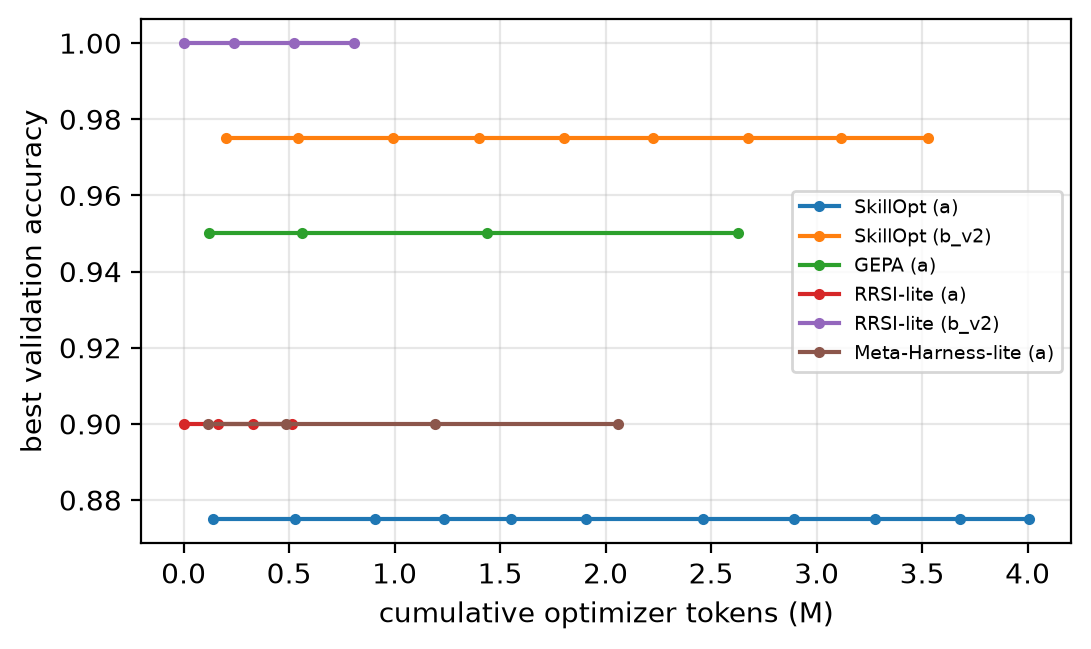 best validation accuracy
1.00
0.98
0.96
0.94
0.92
0.90
0.88
SkillOpt (a)
SkillOpt (b_v2)
GEPA (a)
RRSI-lite (a)
RRSI-lite (b_v2)
Meta-Harness-lite (a)
0.0 0.5 1.0 1.5 2.0 2.5 3.0 3.5 4.0
cumulative optimizer tokens (M)